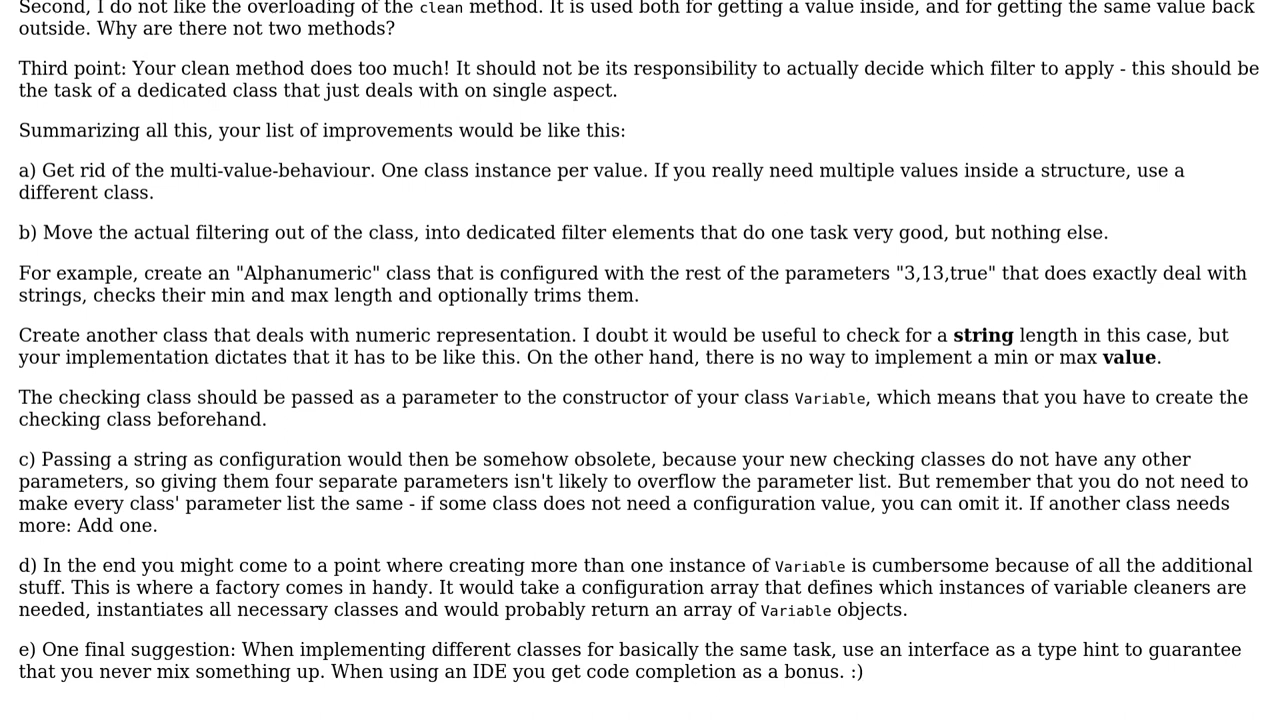 Second, I do not like the overloading of the clean method. It is used both for getting a value inside, and for getting the same value back
outside. Why are there not two methods?
Third point: Your clean method does too much! It should not be its responsibility to actually decide which filter to apply - this should be
the task of a dedicated class that just deals with on single aspect.
Summarizing all this, your list of improvements would be like this:
a) Get rid of the multi-value-behaviour. One class instance per value. If you really need multiple values inside a structure, use a
different class.
b) Move the actual filtering out of the class, into dedicated filter elements that do one task very good, but nothing else.
For example, create an "Alphanumeric" class that is configured with the rest of the parameters "3,13,true" that does exactly deal with
strings, checks their min and max length and optionally trims them.
Create another class that deals with numeric representation. I doubt it would be useful to check for a string length in this case, but
your implementation dictates that it has to be like this. On the other hand, there is no way to implement a min or max value.
The checking class should be passed as a parameter to the constructor of your class Variable, which means that you have to create the
checking class beforehand.
c) Passing a string as configuration would then be somehow obsolete, because your new checking classes do not have any other
parameters, so giving them four separate parameters isn't likely to overflow the parameter list. But remember that you do not need to
make every class' parameter list the same - if some class does not need a configuration value, you can omit it. If another class needs
more: Add one.
d) In the end you might come to a point where creating more than one instance of Variable is cumbersome because of all the additional
stuff. This is where a factory comes in handy. It would take a configuration array that defines which instances of variable cleaners are
needed, instantiates all necessary classes and would probably return an array of Variable objects.
e) One final suggestion: When implementing different classes for basically the same task, use an interface as a type hint to guarantee
that you never mix something up. When using an IDE you get code completion as a bonus. :)